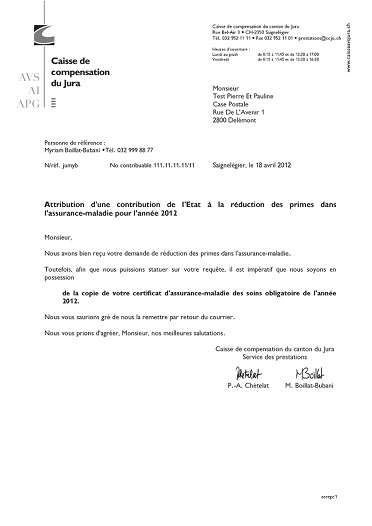 Caisse de compensation du canton du Jura
Rue Bel-Air 3 • CH-2350 Saignelégier
Tél. 032 952 11 11 • Fax 032 952 11 01 • prestations@ccju.ch
Heures d'ouverture :
Lundi au jeudi de 8.15 à 11.45 et de 13.30 à 17.00
Vendredi de 8.15 à 11.45 et de 13.30 à 16.30
www.caisseavsjura.ch
Caisse de
compensation
du Jura
AVS
AI
APG
Monsieur
Test Pierre Et Pauline
Case Postale
Rue De L'Avenir 1
2800 Delémont
Personne de référence :
Myriam Boillat-Bubani •Tél. 032 999 88 77
N/réf. jumyb No contribuable 111.11.11.11/11 Saignelégier, le 18 avril 2012
Attribution d'une contribution de l'Etat à la réduction des primes dans
l'assurance-maladie pour l'année 2012
Monsieur,
Nous avons bien reçu votre demande de réduction des primes dans l'assurance-maladie.
Toutefois, afin que nous puissions statuer sur votre requête, il est impératif que nous soyons en
possession
de la copie de votre certificat d'assurance-maladie des soins obligatoire de l'année
2012.
Nous vous saurions gré de nous la remettre par retour du courrier.
Nous vous prions d'agréer, Monsieur, nos meilleures salutations.
Caisse de compensation du canton du Jura
Service des prestations
P.-A. Chételat M. Boillat-Bubani